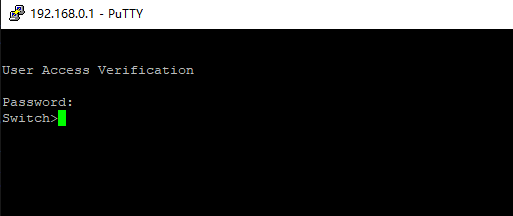 192.168.0.1 - PuTTY
User Access Verification
Password:
Switch>